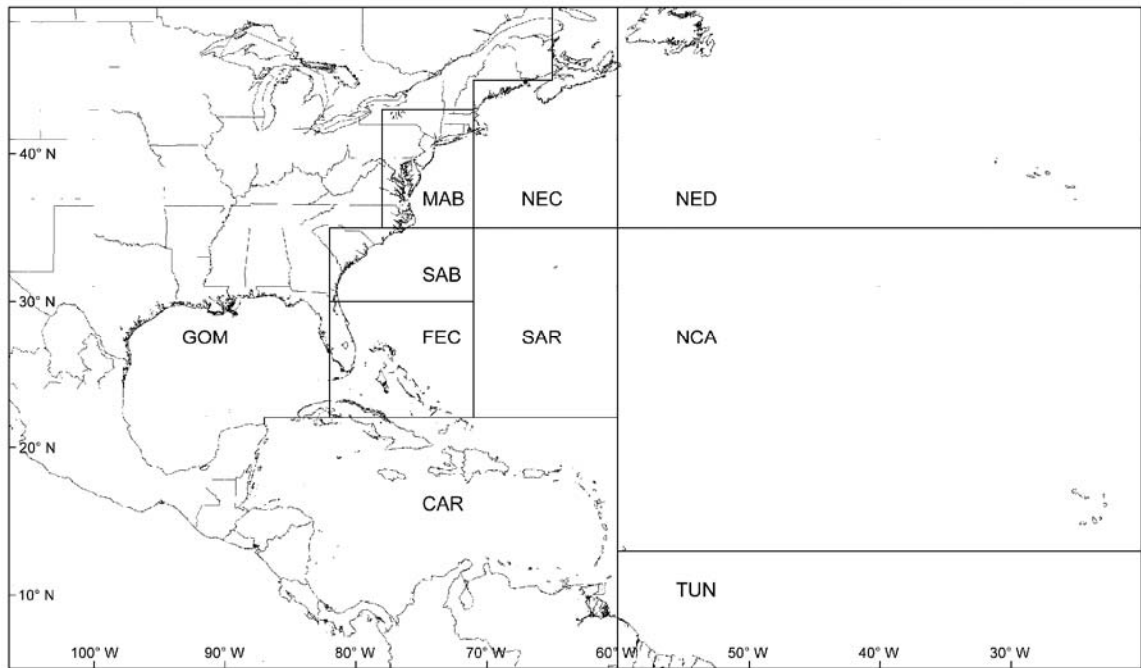 40° N
MAB NEC NED
SAB
30° N
GOM FEC SAR NCA
20° N
CAR
10° N
TUN
100° W 90° W 80° W 70° W 60° W 50° W 40° W 30° W